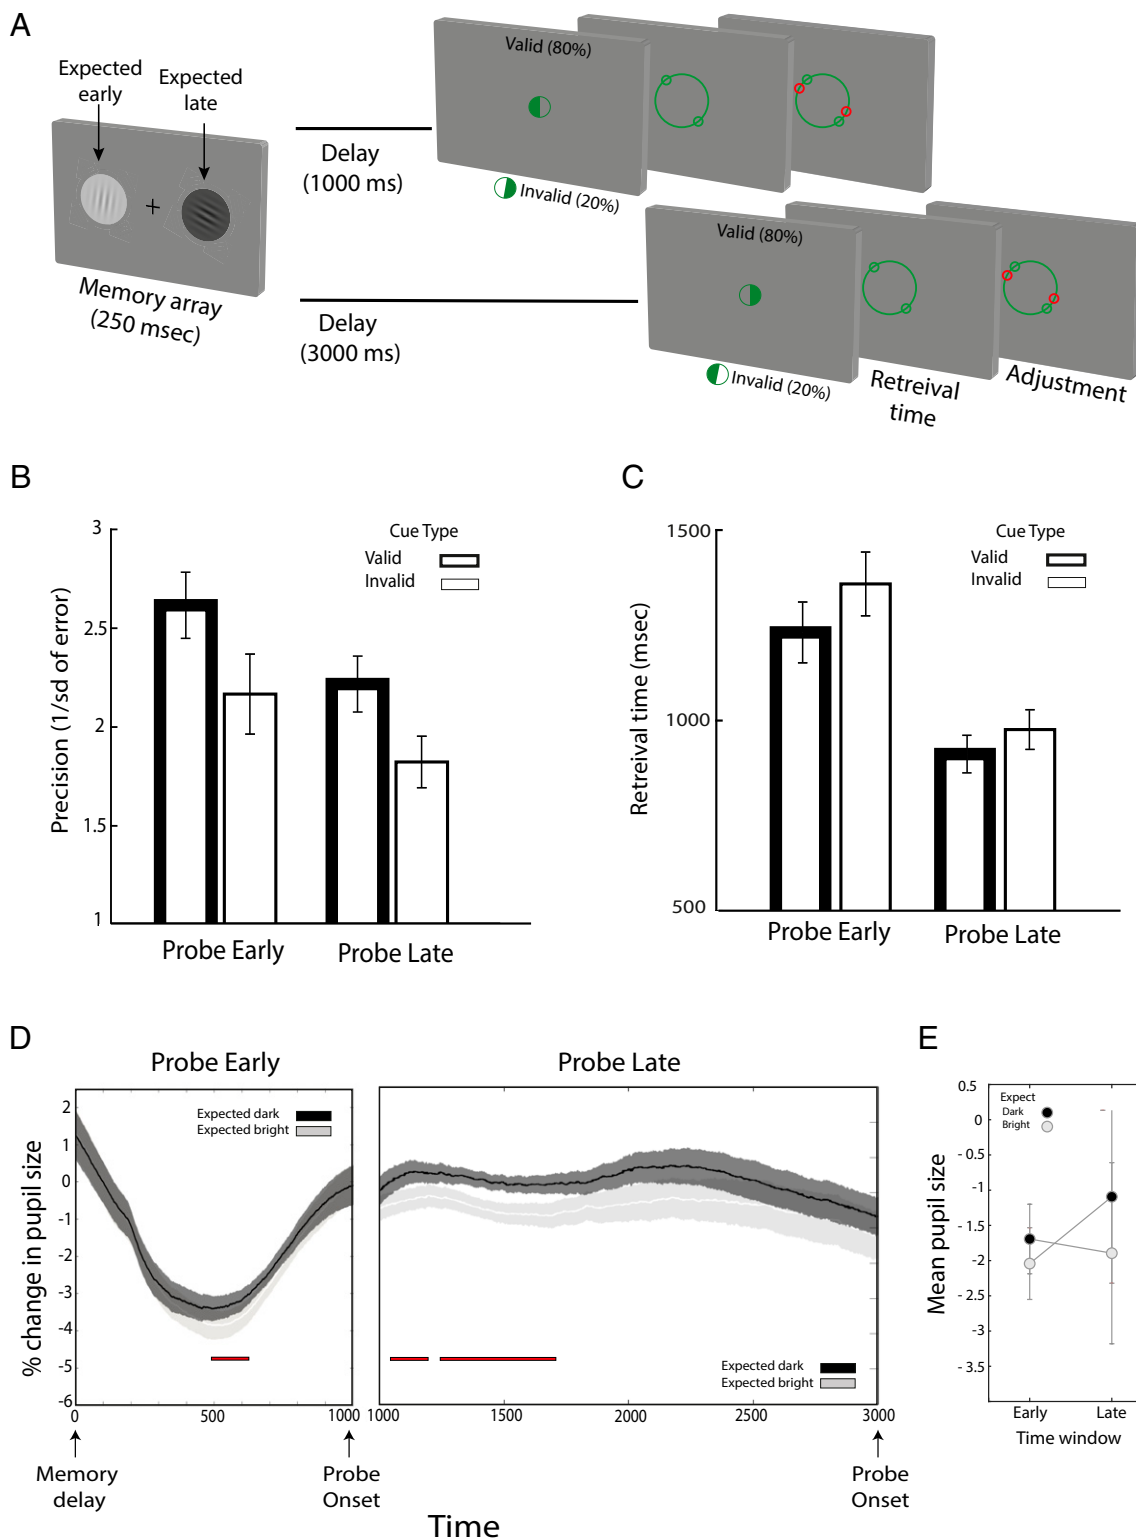 A
Expected early
Expected late
Memory array (250 msec)
Delay (1000 ms)
Valid (80%)
Invalid (20%)
Delay (3000 ms)
Valid (80%)
Invalid (20%)
Retreival time
Adjustment
B
Precision (1/sd of error)
3
2.5
2
1.5
1
Cue Type
Valid
Invalid
Probe Early
Probe Late
C
Retreival time (msec)
1500
1000
500
Cue Type
Valid
Invalid
Probe Early
Probe Late
D
Probe Early
Probe Late
% change in pupil size
2
1
0
-1
-2
-3
-4
-5
-6
Expected dark
Expected bright
Expected dark
Expected bright
0
500
1000
1000
1500
2000
2500
3000
Memory delay
Probe Onset
Probe Onset
Time
E
Mean pupil size
0.5
0
-0.5
-1
-1.5
-2
-2.5
-3
-3.5
Expect
Dark
Bright
Early
Late
Time window